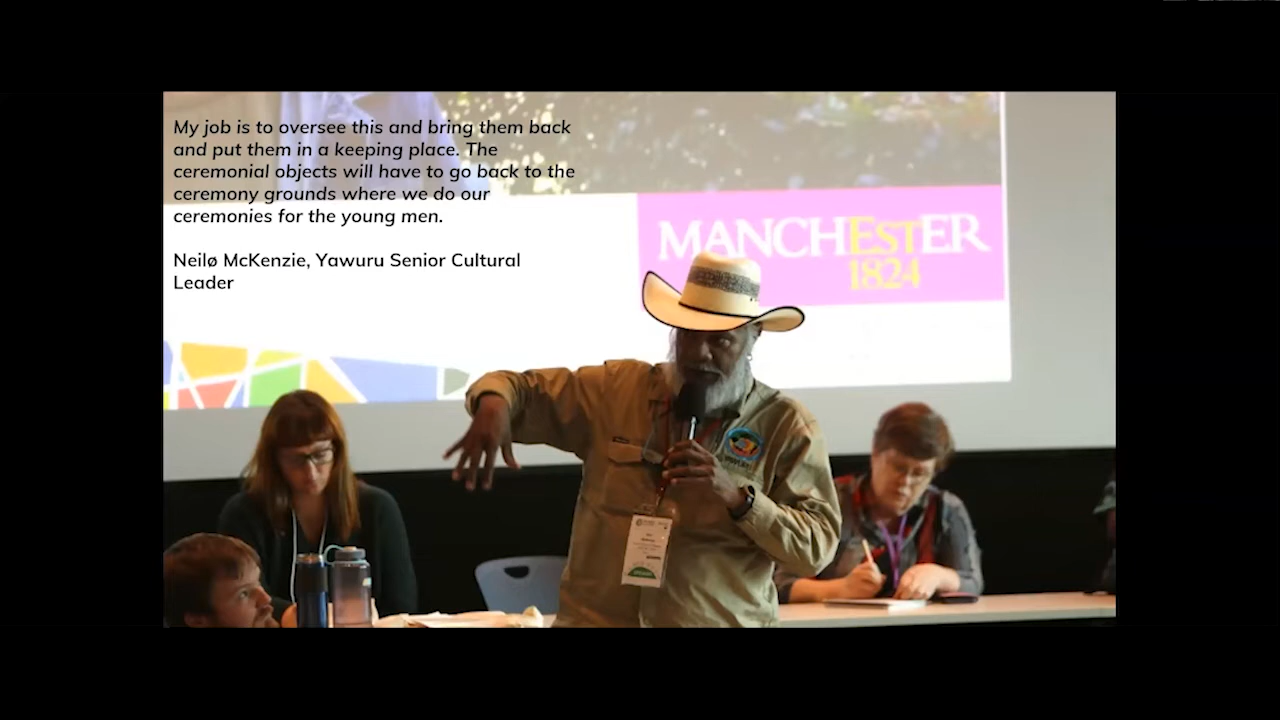 My job is to oversee this and bring them back
and put them in a keeping place. The
ceremonial objects will have to go back to the
ceremony grounds where we do our
ceremonies for the young men.
Neilø McKenzie, Yawuru Senior Cultural
Leader
MANCHEstER
1824